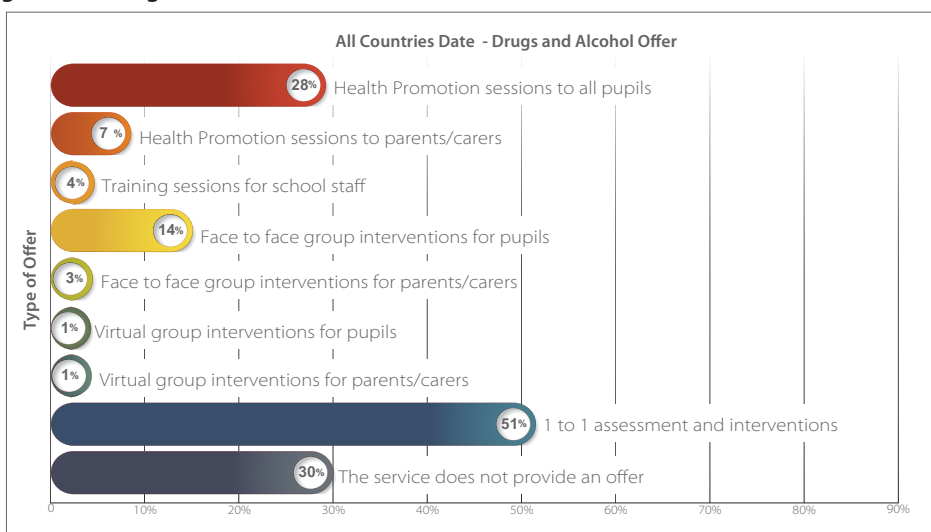 All Countries Date - Drugs and Alcohol Offer
Type of Offer
28% Health Promotion sessions to all pupils
7 % Health Promotion sessions to parents/carers
4% Training sessions for school staff
14% Face to face group interventions for pupils
3% Face to face group interventions for parents/carers
1% Virtual group interventions for pupils
1% Virtual group interventions for parents/carers
51% 1 to 1 assessment and interventions
30% The service does not provide an offer
0 10% 20% 30% 40% 50% 60% 70% 80% 90%